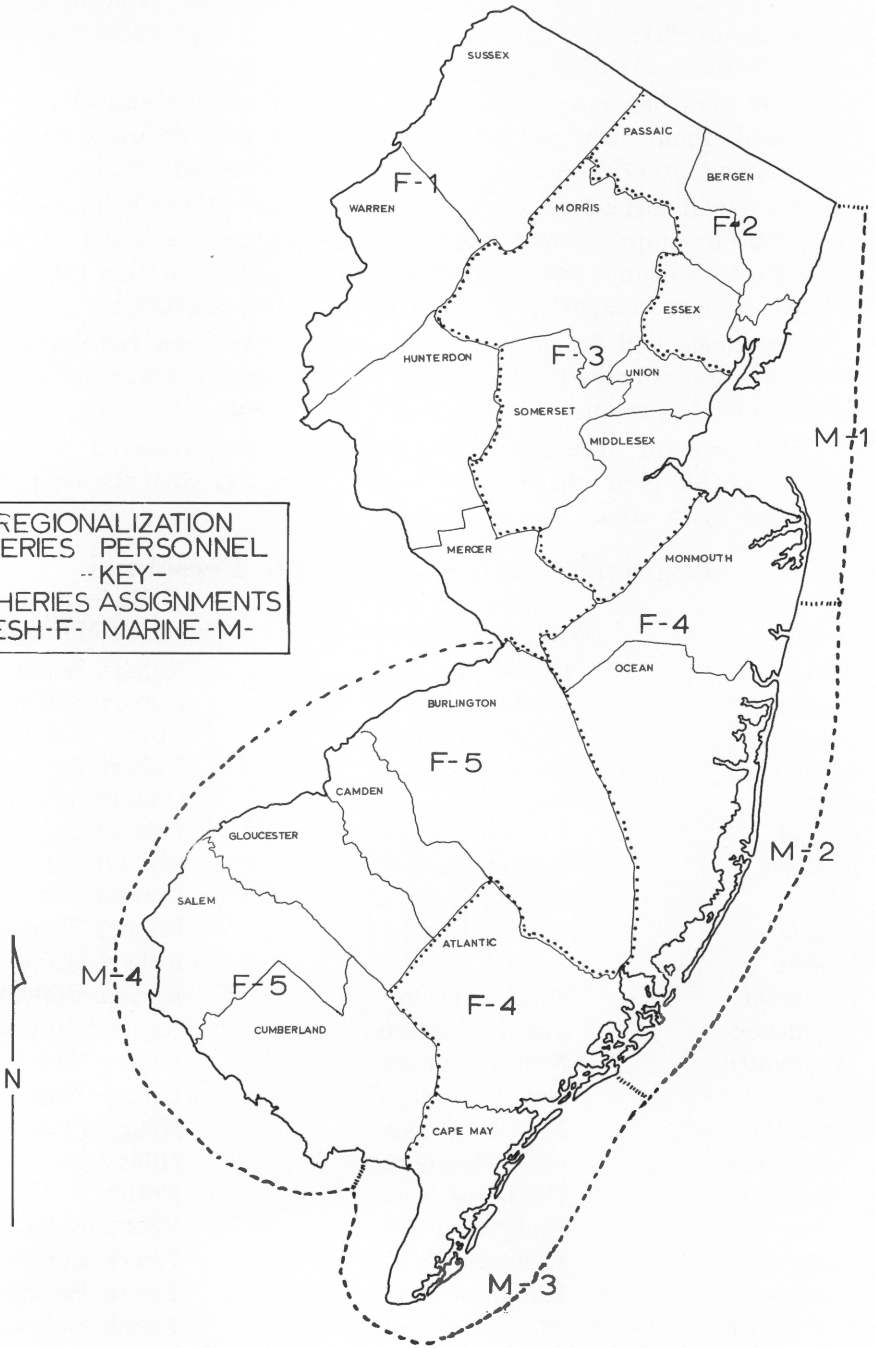 SUSSEX
PASSAIC
BERGEN
F-1
WARREN
MORRIS
F-2
ESSEX
HUNTERDON
F-3
UNION
SOMERSET
MIDDLESEX
M-1
REGIONALIZATION
ERIES PERSONNEL
--KEY-
HERIES ASSIGNMENTS
ESH-F- MARINE -M-
MERCER
MONMOUTH
F-4
OCEAN
BURLINGTON
F-5
CAMDEN
GLOUCESTER
M-2
SALEM
ATLANTIC
M-4
F-5
F-4
CUMBERLAND
N
CAPE MAY
M-3